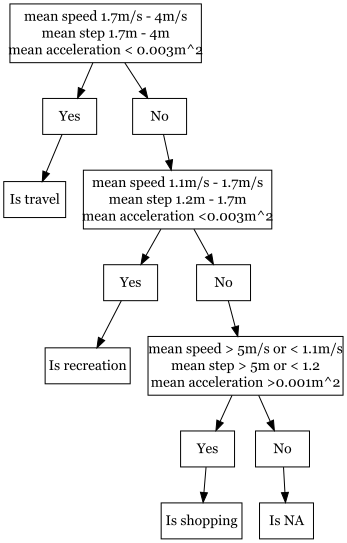 mean speed 1.7m/s - 4m/s
mean step 1.7m - 4m
mean acceleration < 0.003m^2
Yes
No
Is travel
mean speed 1.1m/s - 1.7m/s
mean step 1.2m - 1.7m
mean acceleration <0.003m^2
Yes
No
Is recreation
mean speed > 5m/s or < 1.1m/s
mean step > 5m or < 1.2
mean acceleration >0.001m^2
Yes
No
Is shopping
Is NA